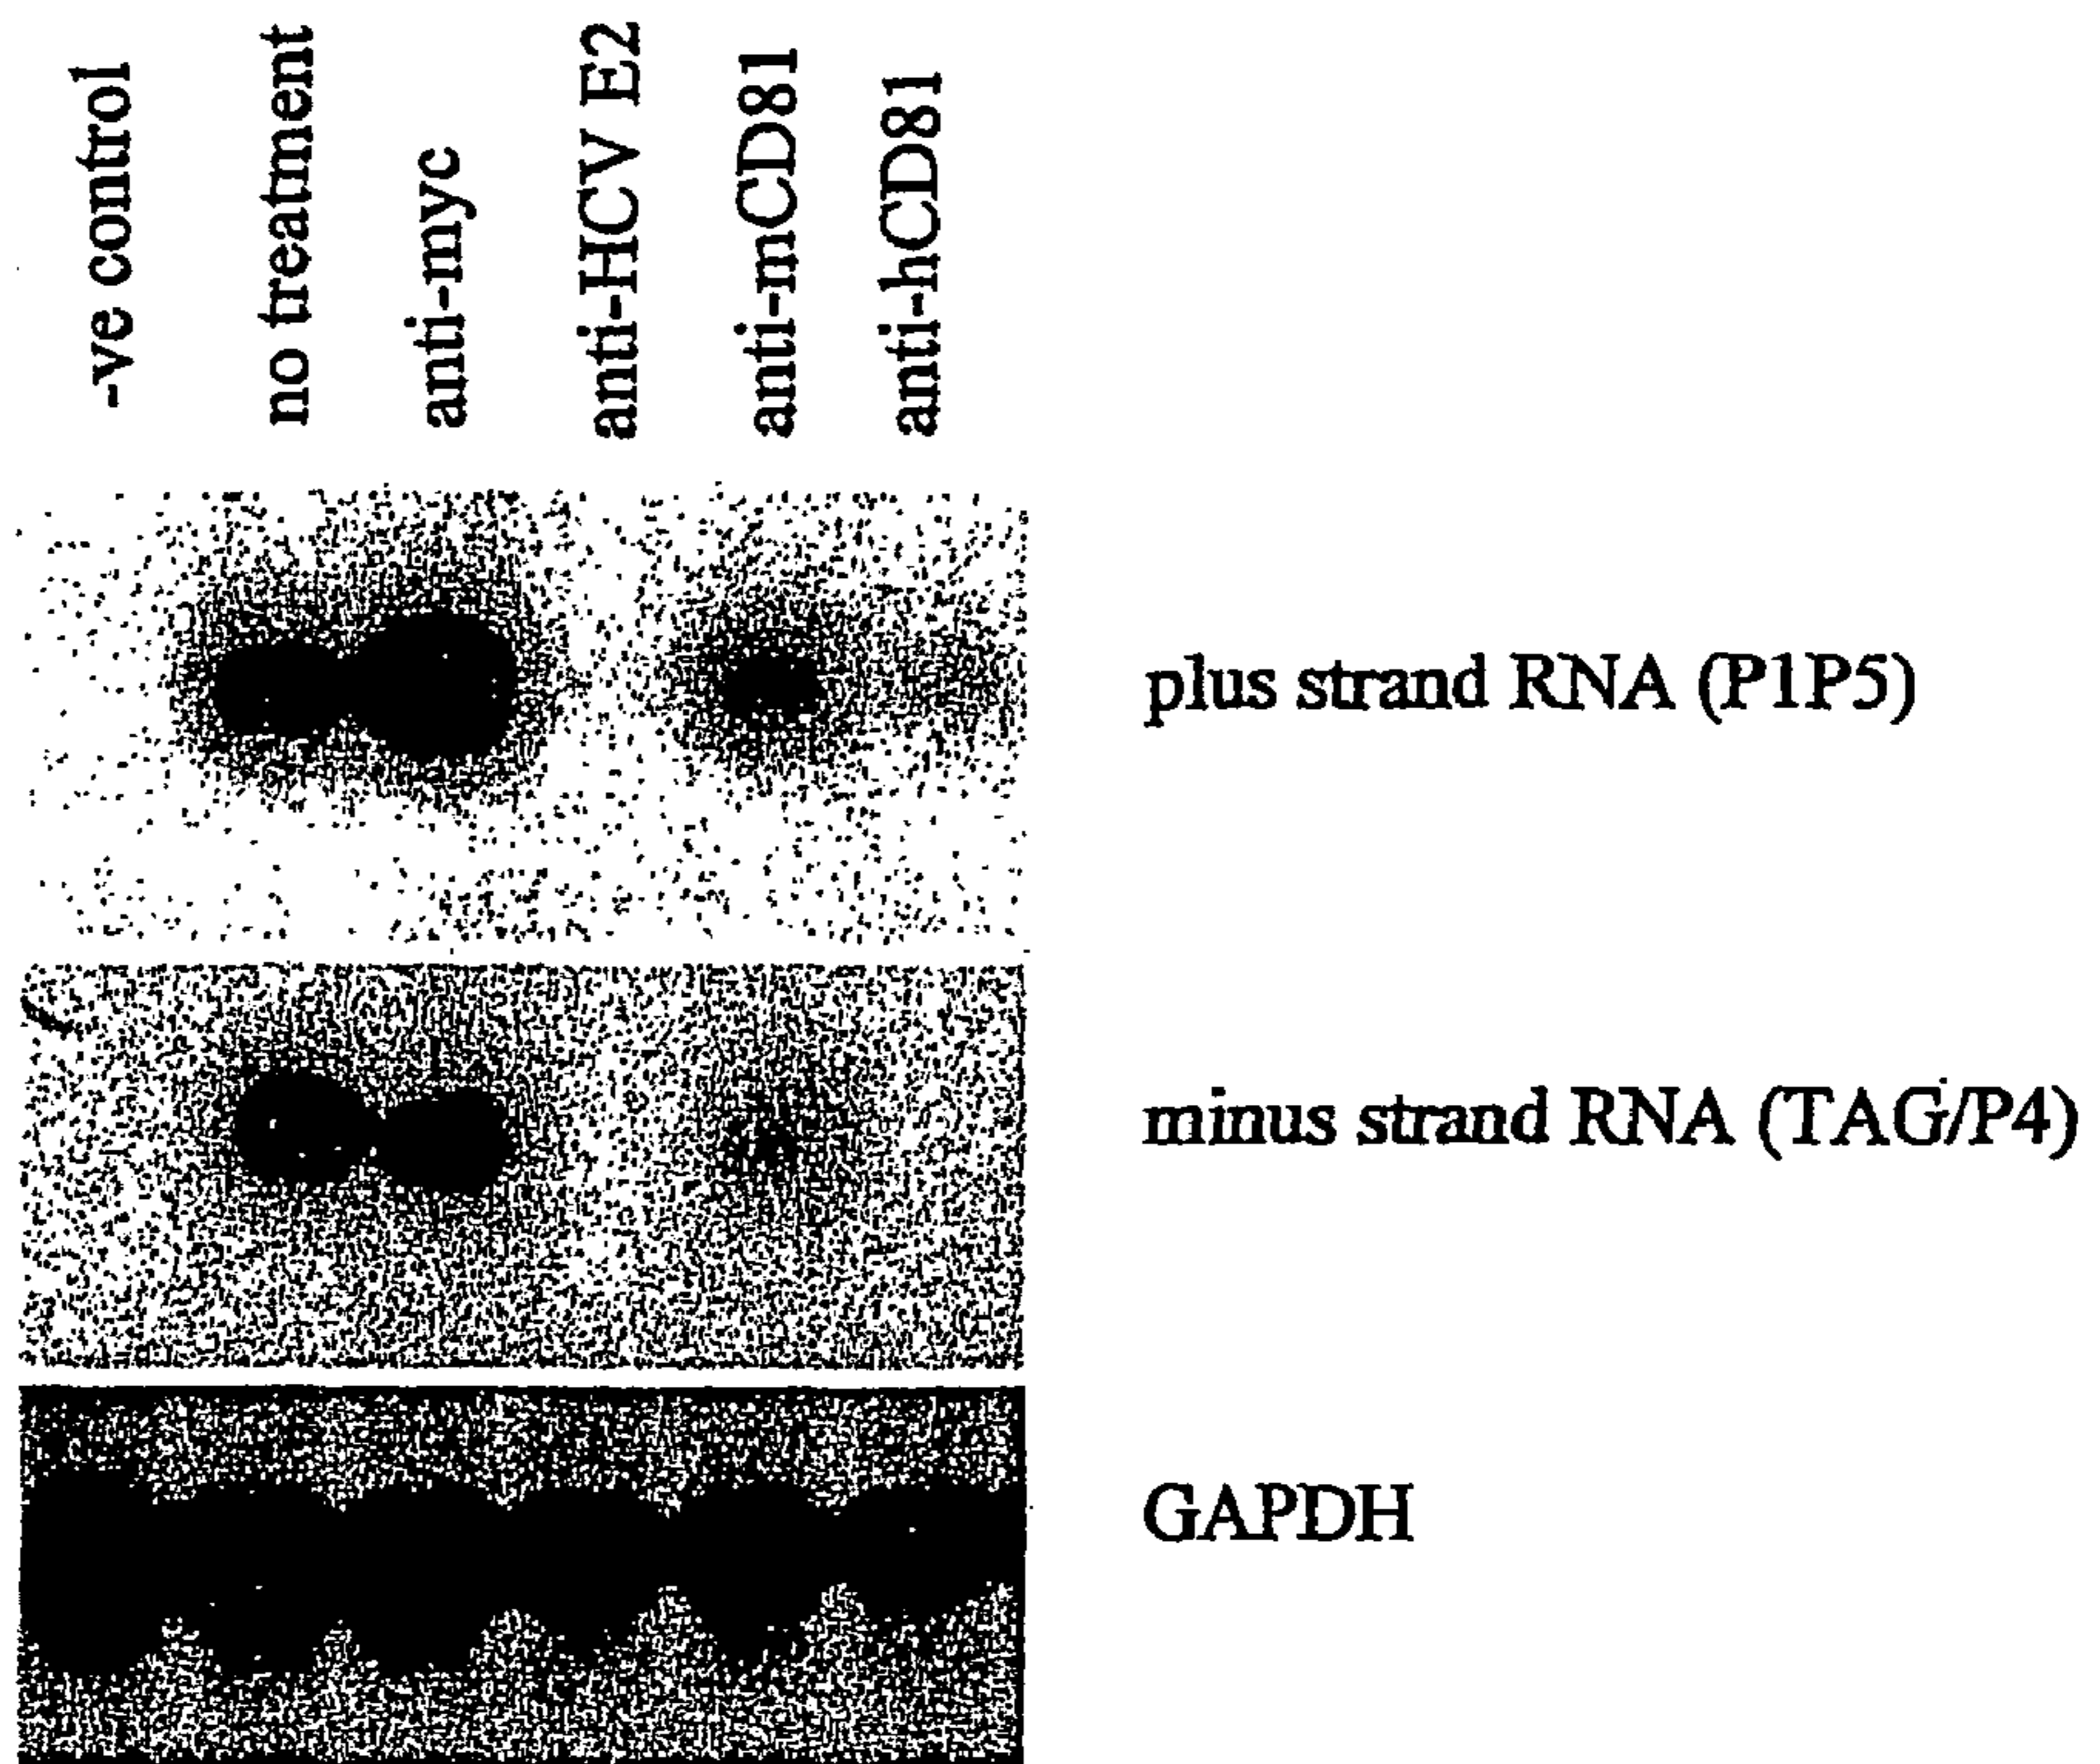 -ve control
no treatment
anti-myc
anti-HCV E2
anti-mCD81
anti-hCD81
plus strand RNA (P1P5)
minus strand RNA (TAG/P4)
GAPDH